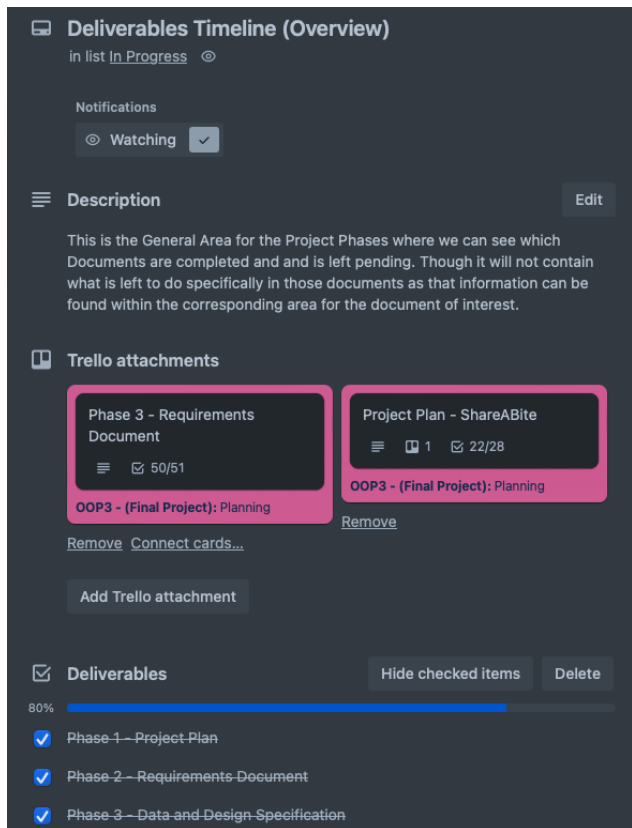 Deliverables Timeline (Overview)
in list In Progress
Notifications
Watching
Description
Edit
This is the General Area for the Project Phases where we can see which
Documents are completed and and is left pending. Though it will not contain
what is left to do specifically in those documents as that information can be
found within the corresponding area for the document of interest.
Trello attachments
Phase 3 - Requirements
Document
50/51
OOP3 - (Final Project): Planning
Remove Connect cards...
Project Plan - ShareABite
1 22/28
OOP3 - (Final Project): Planning
Remove
Add Trello attachment
Deliverables
Hide checked items
Delete
80%
Phase 1 - Project Plan
Phase 2 - Requirements Document
Phase 3 - Data and Design Specification